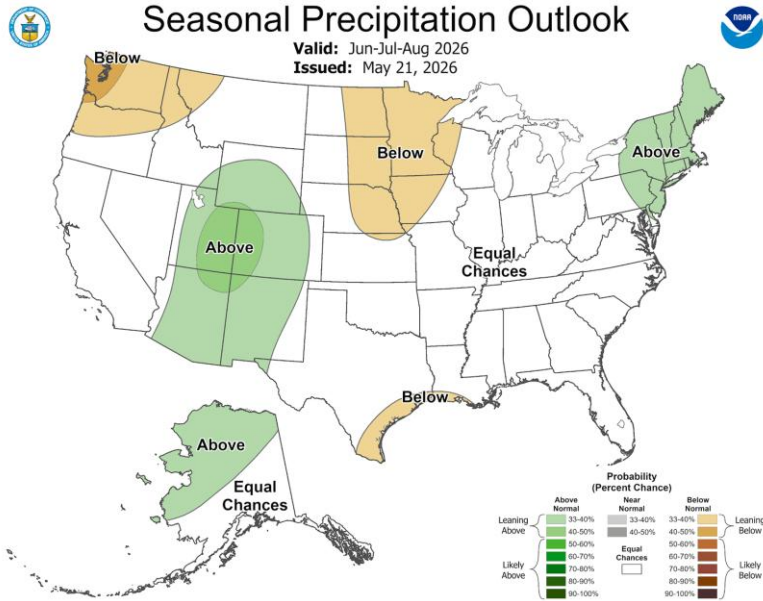 Seasonal Precipitation Outlook
Valid: Jun-Jul-Aug 2026
Issued: May 21, 2026
NOAA
Below
Below
Above
Above
Equal
Chances
Below
Above
Equal
Chances
Probability
(Percent Chance)
Above
Normal
Near
Normal
Below
Normal
Leaning
Above
33-40%
40-50%
Likely
Above
50-60%
60-70%
70-80%
80-90%
90-100%
33-40%
40-50%
Equal
Chances
33-40%
40-50%
Leaning
Below
50-60%
60-70%
70-80%
80-90%
90-100%
Likely
Below